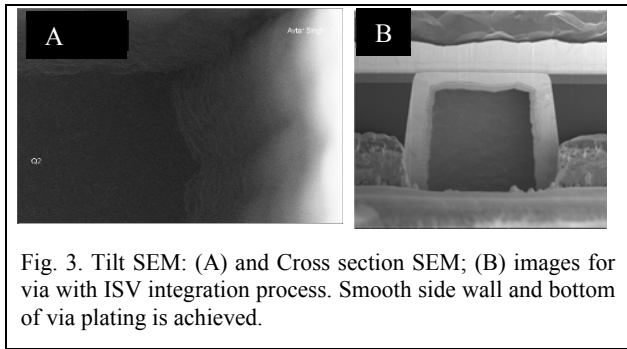 A
Avtar Singh
B
Q2
Fig. 3. Tilt SEM: (A) and Cross section SEM; (B) images for
via with ISV integration process. Smooth side wall and bottom
of via plating is achieved.